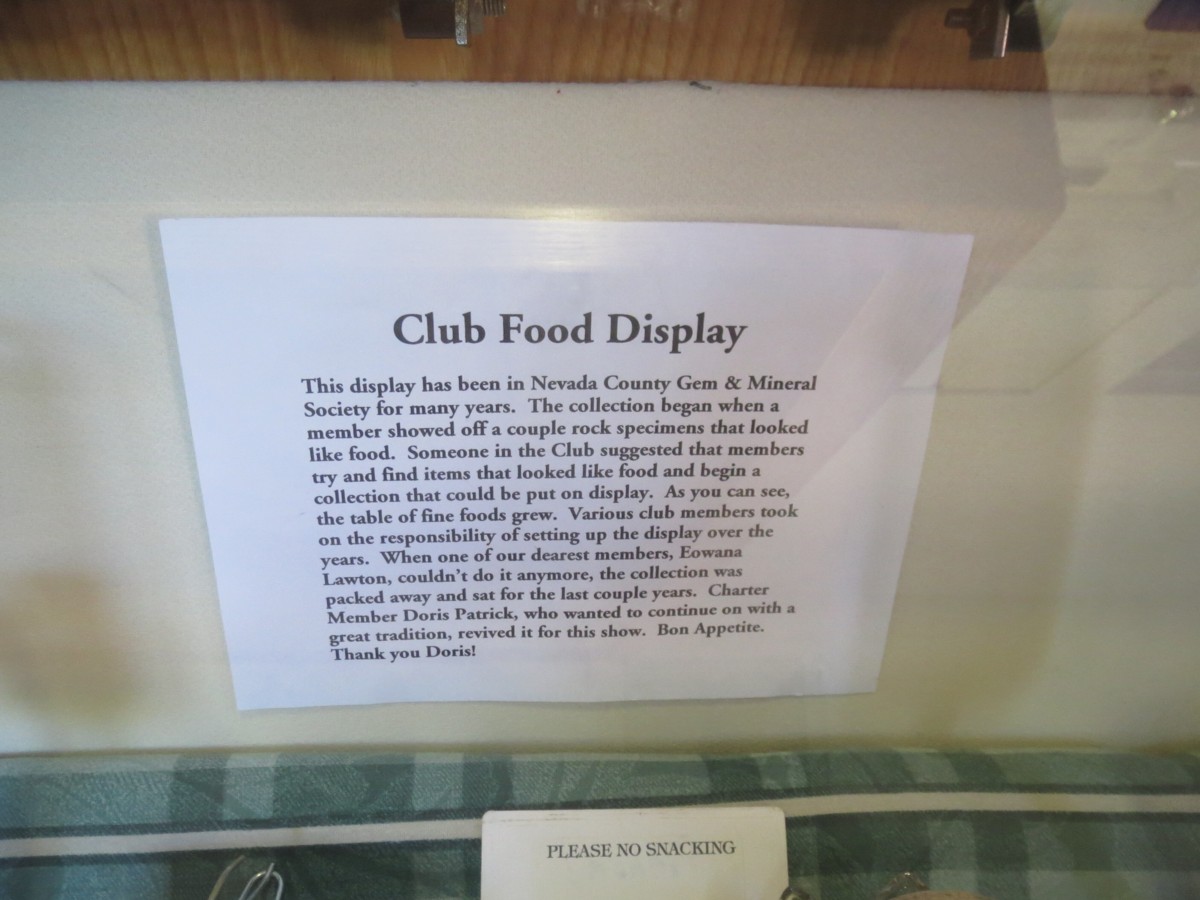 Club Food Display
This display has been in Nevada County Gem & Mineral
Society for many years. The collection began when a
member showed off a couple rock specimens that looked
like food. Someone in the Club suggested that members
try and find items that looked like food and begin a
collection that could be put on display. As you can see,
the table of fine foods grew. Various club members took
on the responsibility of setting up the display over the
years. When one of our dearest members, Eowana
Lawton, couldn't do it anymore, the collection was
packed away and sat for the last couple years. Charter
Member Doris Patrick, who wanted to continue on with a
great tradition, revived it for this show. Bon Appetite.
Thank you Doris!
PLEASE NO SNACKING